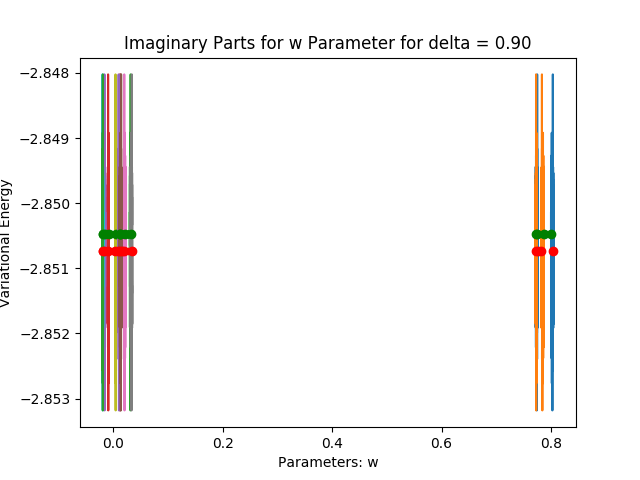 Imaginary Parts for w Parameter for delta = 0.90
Variational Energy
−2.848
−2.849
−2.850
−2.851
−2.852
−2.853
0.0 0.2 0.4 0.6 0.8
Parameters: w